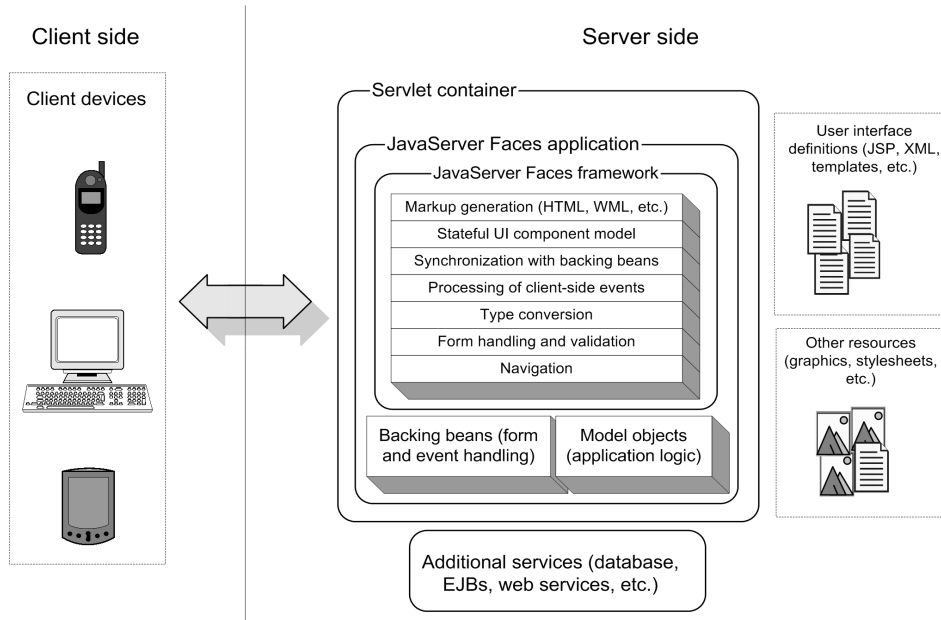 Client side
Server side
Client devices
Servlet container
JavaServer Faces application
JavaServer Faces framework
Markup generation (HTML, WML, etc.)
Stateful UI component model
Synchronization with backing beans
Processing of client-side events
Type conversion
Form handling and validation
Navigation
Backing beans (form
and event handling)
Model objects
(application logic)
Additional services (database,
EJBs, web services, etc.)
User interface
definitions (JSP, XML,
templates, etc.)
Other resources
(graphics, stylesheets,
etc.)